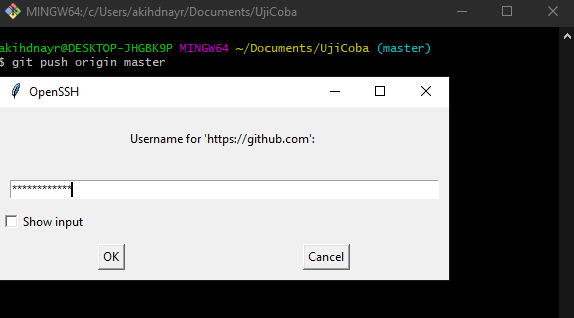 MINGW64:/c/Users/akihdnayr/Documents/UjiCoba
akihdnayr@DESKTOP-JHGBK9P MINGW64 ~/Documents/UjiCoba (master)
$ git push origin master
OpenSSH
Username for 'https://github.com':
************
Show input
OK
Cancel